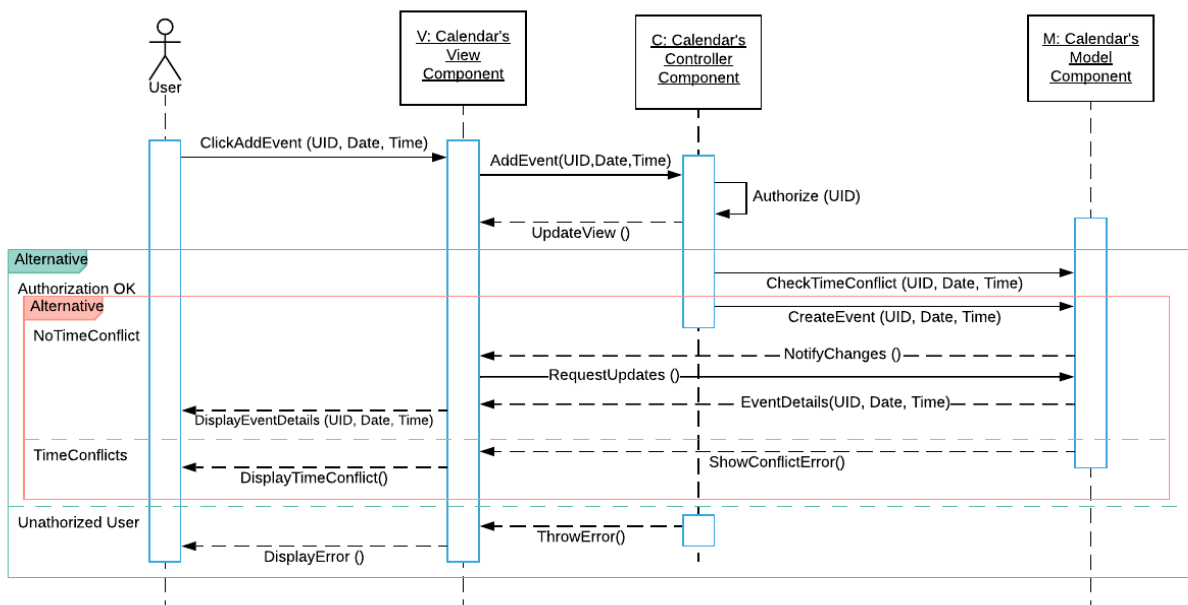 User
V: Calendar's
View
Component
C: Calendar's
Controller
Component
M: Calendar's
Model
Component
ClickAddEvent (UID, Date, Time)
AddEvent(UID,Date,Time)
Authorize (UID)
UpdateView ()
Alternative
Authorization OK
CheckTimeConflict (UID, Date, Time)
Alternative
CreateEvent (UID, Date, Time)
NoTimeConflict
NotifyChanges ()
RequestUpdates ()
EventDetails(UID, Date, Time)
DisplayEventDetails (UID, Date, Time)
TimeConflicts
ShowConflictError()
DisplayTimeConflict()
Unathorized User
ThrowError()
DisplayError ()